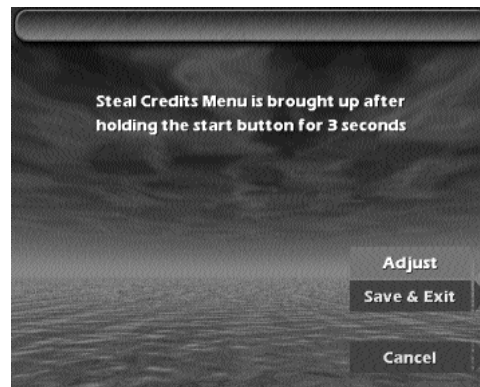 Steal Credits Menu is brought up after
holding the start button for 3 seconds
Adjust
Save & Exit
Cancel